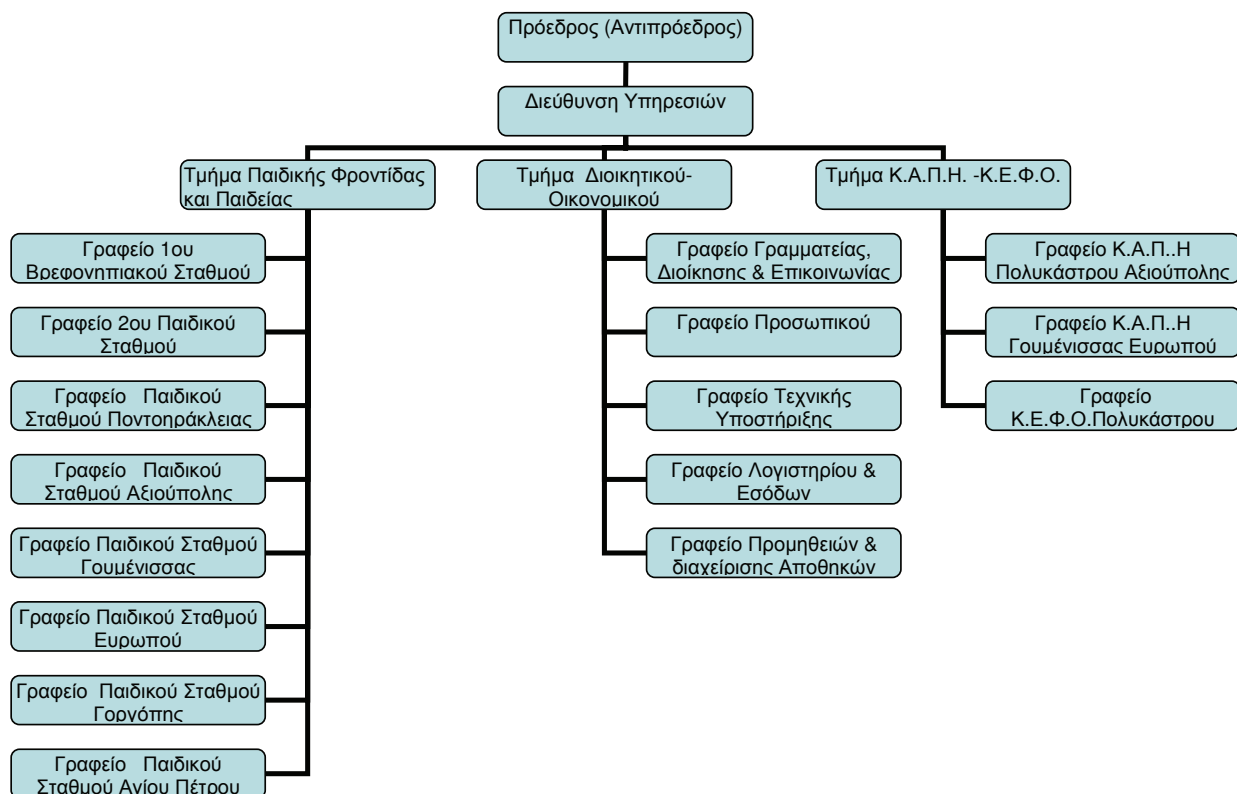 Πρόεδρος (Αντιπρόεδρος)
Διεύθυνση Υπηρεσιών
Τμήμα Παιδικής Φροντίδας
και Παιδείας
Γραφείο 1ου
Βρεφονηπιακού Σταθμού
Γραφείο 2ου Παιδικού
Σταθμού
Γραφείο Παιδικού
Σταθμού Ποντοηράκλειας
Γραφείο Παιδικού
Σταθμού Αξιούπολης
Γραφείο Παιδικού Σταθμού
Γουμένισσας
Γραφείο Παιδικού Σταθμού
Ευρωπού
Γραφείο Παιδικού Σταθμού
Γοργόπης
Γραφείο Παιδικού
Σταθμού Αγίου Πέτρου
Τμήμα Διοικητικού-
Οικονομικού
Γραφείο Γραμματείας,
Διοίκησης & Επικοινωνίας
Γραφείο Προσωπικού
Γραφείο Τεχνικής
Υποστήριξης
Γραφείο Λογιστηρίου &
Εσόδων
Γραφείο Προμηθειών &
διαχείρισης Αποθηκών
Τμήμα Κ.Α.Π.Η. -Κ.Ε.Φ.Ο.
Γραφείο Κ.Α.Π..Η
Πολυκάστρου Αξιούπολης
Γραφείο Κ.Α.Π..Η
Γουμένισσας Ευρωπού
Γραφείο
Κ.Ε.Φ.Ο.Πολυκάστρου